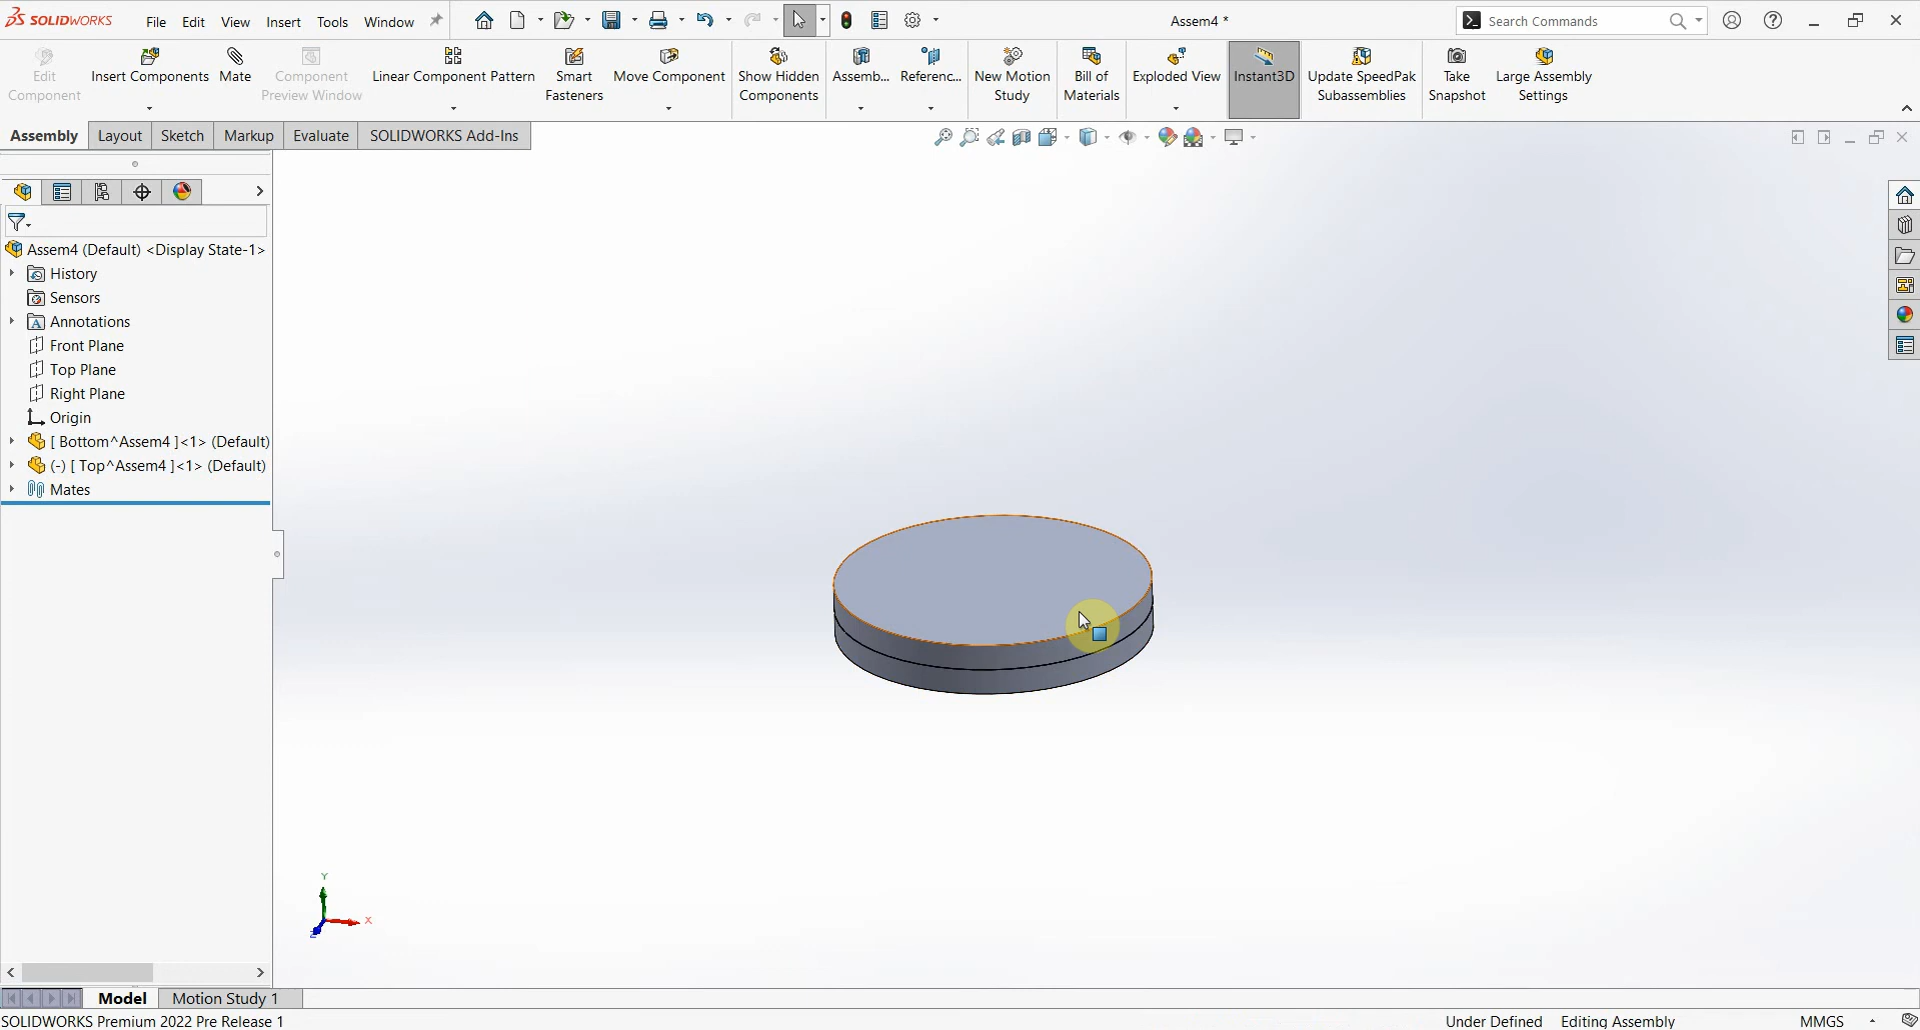 SOLIDWORKS File Edit View Insert Tools Window Assem4 * Search Commands
Edit Component
Insert Components
Mate
Component Preview Window
Linear Component Pattern
Smart Fasteners
Move Component
Show Hidden Components
Assemb...
Referenc...
New Motion Study
Bill of Materials
Exploded View
Instant3D
Update SpeedPak Subassemblies
Take Snapshot
Large Assembly Settings
Assembly Layout Sketch Markup Evaluate SOLIDWORKS Add-Ins
Assem4 (Default) <Display State-1>
History
Sensors
Annotations
Front Plane
Top Plane
Right Plane
Origin
[ Bottom^Assem4 ]<1> (Default)
(-) [ Top^Assem4 ]<1> (Default)
Mates
Y
X
Z
Model Motion Study 1
SOLIDWORKS Premium 2022 Pre Release 1 Under Defined Editing Assembly MMGS